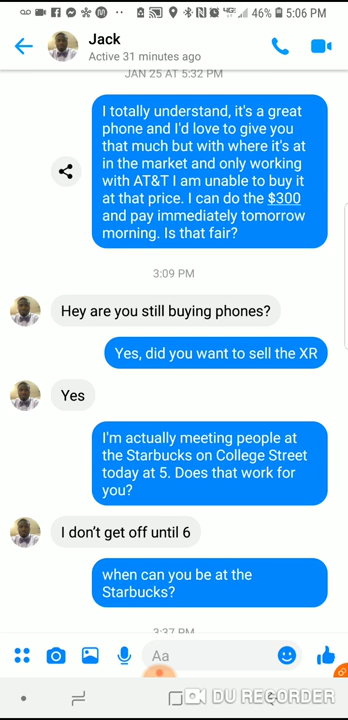 46% 5:06 PM
Jack
Active 31 minutes ago
JAN 25 AT 5:32 PM
I totally understand, it's a great
phone and I'd love to give you
that much but with where it's at
in the market and only working
with AT&T I am unable to buy it
at that price. I can do the $300
and pay immediately tomorrow
morning. Is that fair?
3:09 PM
Hey are you still buying phones?
Yes, did you want to sell the XR
Yes
I'm actually meeting people at
the Starbucks on College Street
today at 5. Does that work for
you?
I don't get off until 6
when can you be at the
Starbucks?
3:37 PM
Aa
DU RECORDER